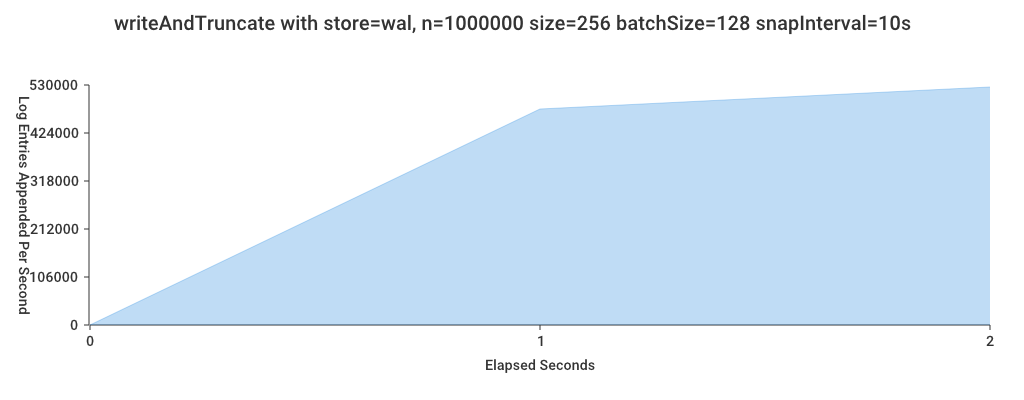 writeAndTruncate with store=wal, n=1000000 size=256 batchSize=128 snapInterval=10s
530000
424000
318000
212000
106000
0
Log Entries Appended Per Second
0 1 2
Elapsed Seconds